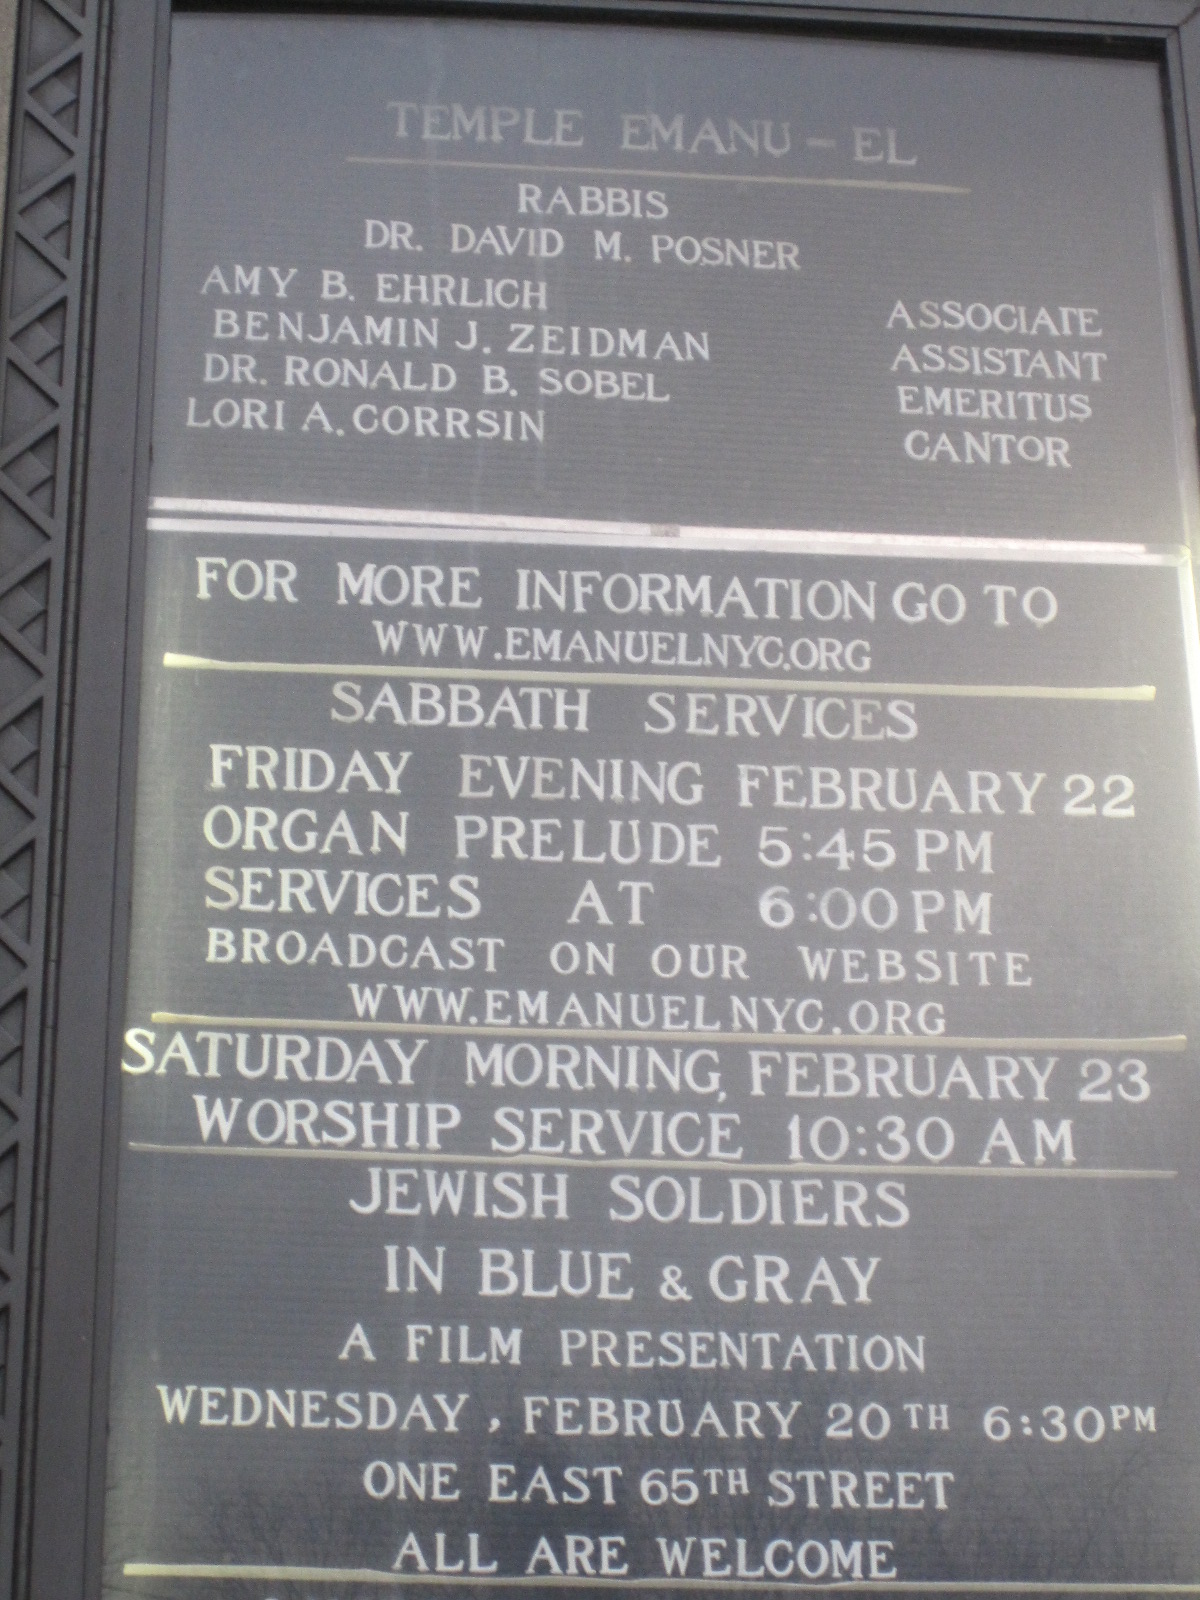 TEMPLE EMANU - EL
RABBIS
DR. DAVID M. POSNER
AMY B. EHRLICH ASSOCIATE
BENJAMIN J. ZEIDMAN ASSISTANT
DR. RONALD B. SOBEL EMERITUS
LORI A. CORRSIN CANTOR
FOR MORE INFORMATION GO TO
WWW.EMANUELNYC.ORG
SABBATH SERVICES
FRIDAY EVENING FEBRUARY 22
ORGAN PRELUDE 5:45 PM
SERVICES AT 6:00 PM
BROADCAST ON OUR WEBSITE
WWW.EMANUELNYC.ORG
SATURDAY MORNING, FEBRUARY 23
WORSHIP SERVICE 10:30 AM
JEWISH SOLDIERS
IN BLUE & GRAY
A FILM PRESENTATION
WEDNESDAY, FEBRUARY 20TH 6:30PM
ONE EAST 65TH STREET
ALL ARE WELCOME